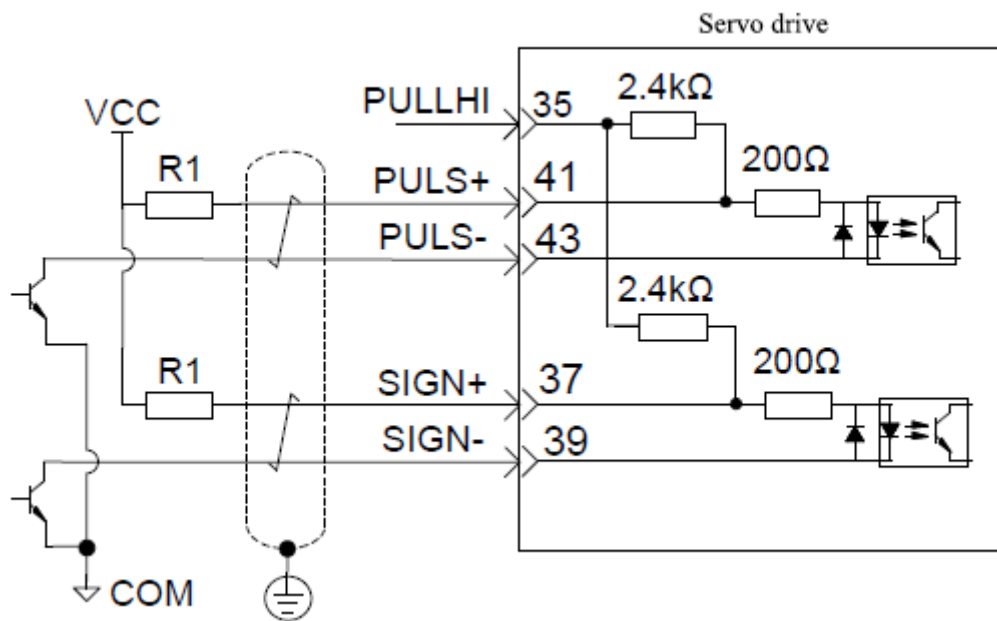 Servo drive
PULLHI 35 2.4kΩ
VCC
R1 PULS+ 41 200Ω
PULS- 43
2.4kΩ
R1 SIGN+ 37 200Ω
SIGN- 39
COM